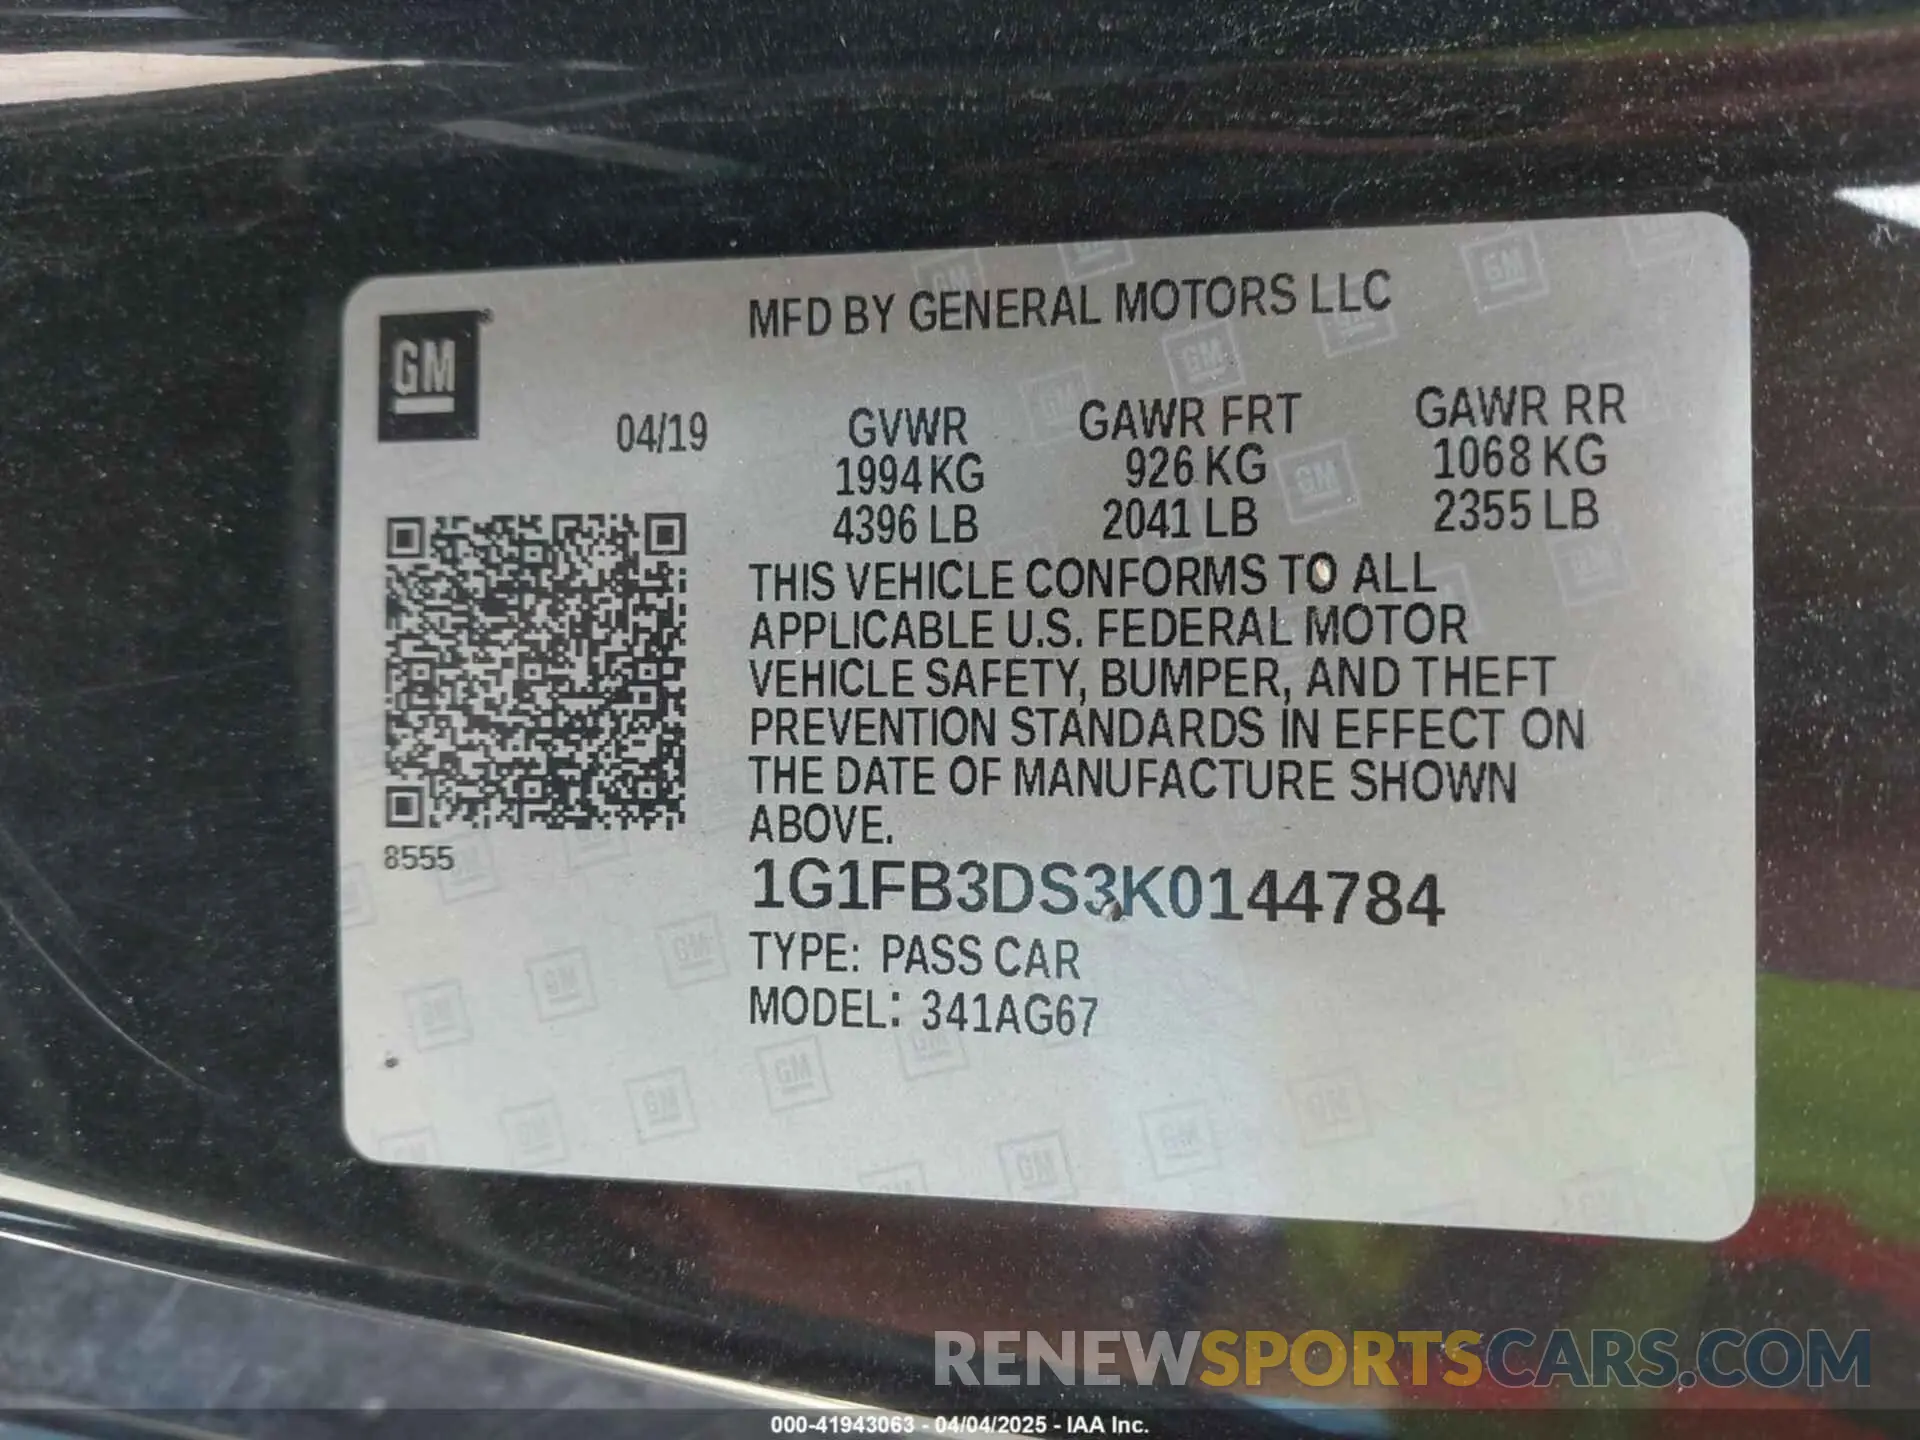 MFD BY GENERAL MOTORS LLC
GM
04/19 GVWR GAWR FRT GAWR RR
1994 KG 926 KG 1068 KG
4396 LB 2041 LB 2355 LB
THIS VEHICLE CONFORMS TO ALL
APPLICABLE U.S. FEDERAL MOTOR
VEHICLE SAFETY, BUMPER, AND THEFT
PREVENTION STANDARDS IN EFFECT ON
THE DATE OF MANUFACTURE SHOWN
ABOVE.
8555
1G1FB3DS3K0144784
TYPE: PASS CAR
MODEL: 341AG67
RENEWSPORTSCARS.COM
000-41943063 - 04/04/2025 - IAA Inc.